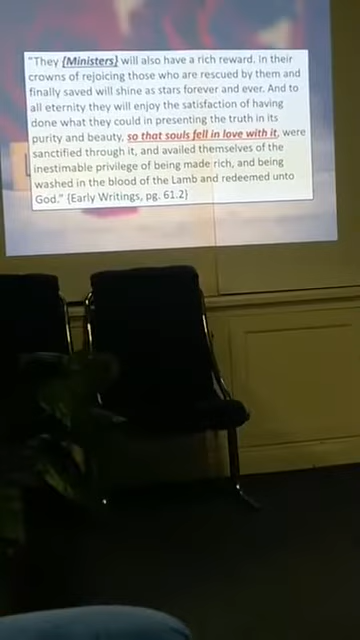 "They {Ministers} will also have a rich reward. In their
crowns of rejoicing those who are rescued by them and
finally saved will shine as stars forever and ever. And to
all eternity they will enjoy the satisfaction of having
done what they could in presenting the truth in its
purity and beauty, so that souls fell in love with it, were
sanctified through it, and availed themselves of the
inestimable privilege of being made rich, and being
washed in the blood of the Lamb and redeemed unto
God." {Early Writings, pg. 61.2}